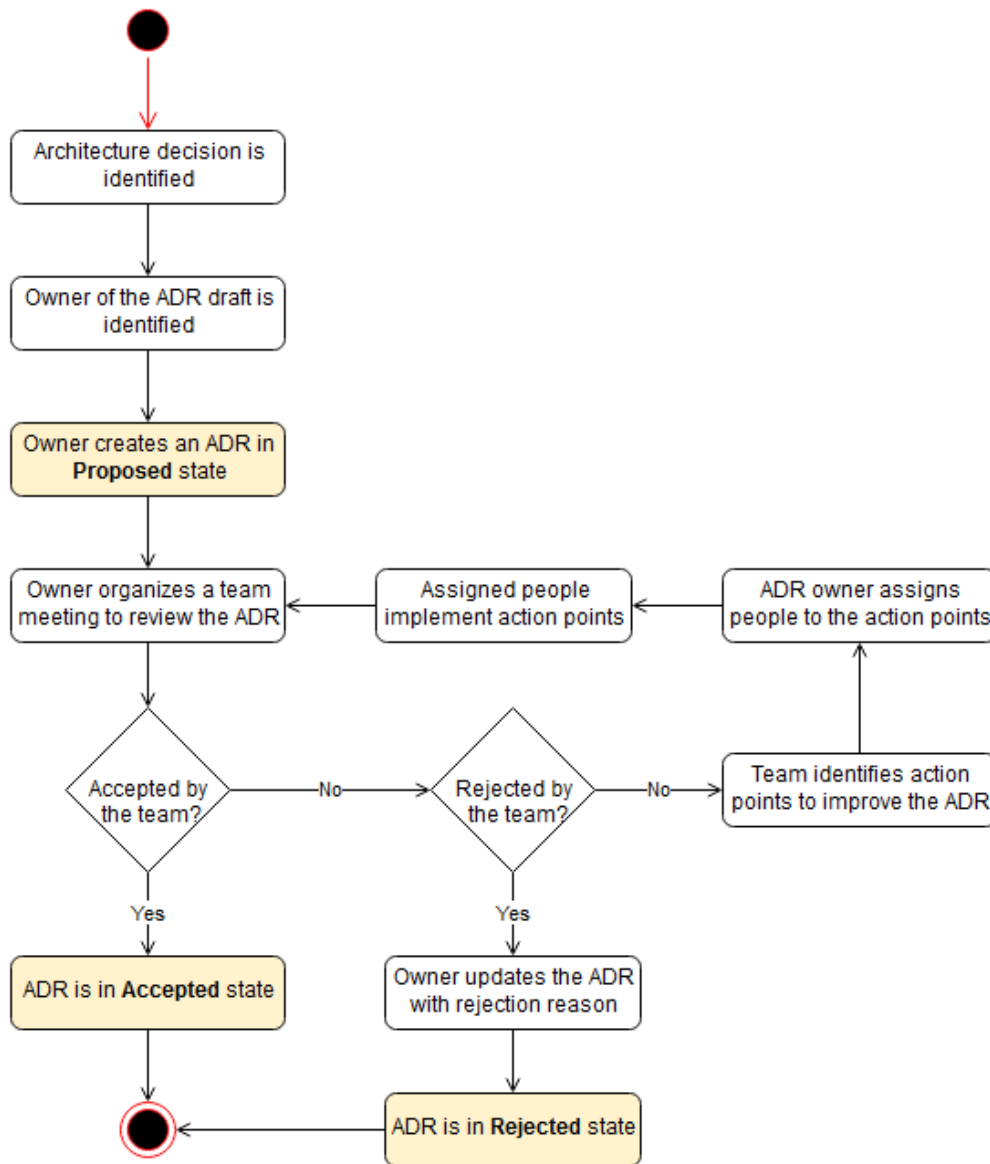 Architecture decision is
identified
Owner of the ADR draft is
identified
Owner creates an ADR in
Proposed state
Owner organizes a team
meeting to review the ADR
Assigned people
implement action points
ADR owner assigns
people to the action points
Accepted by
the team?
No
Rejected by
the team?
No
Team identifies action
points to improve the ADR
Yes
Yes
ADR is in Accepted state
Owner updates the ADR
with rejection reason
ADR is in Rejected state